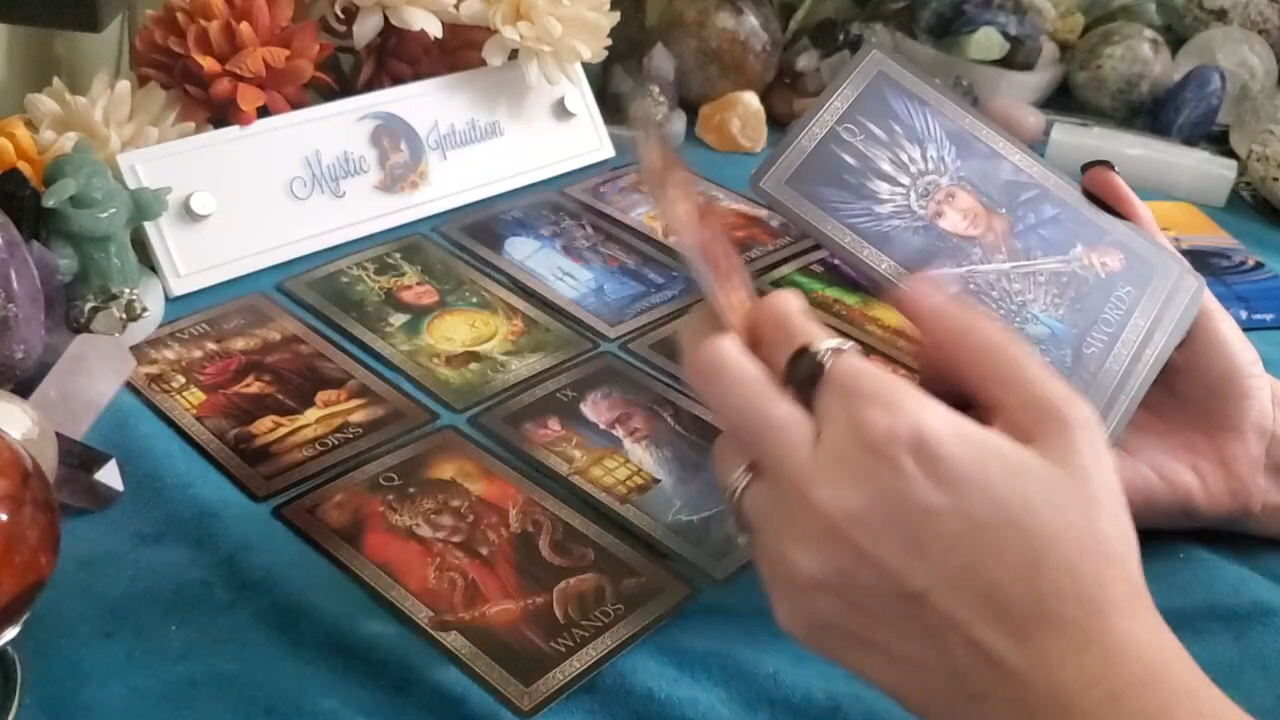 Mystic Intuition
Q
SWORDS
SWORDS
VIII
COINS
IX
Q
WANDS